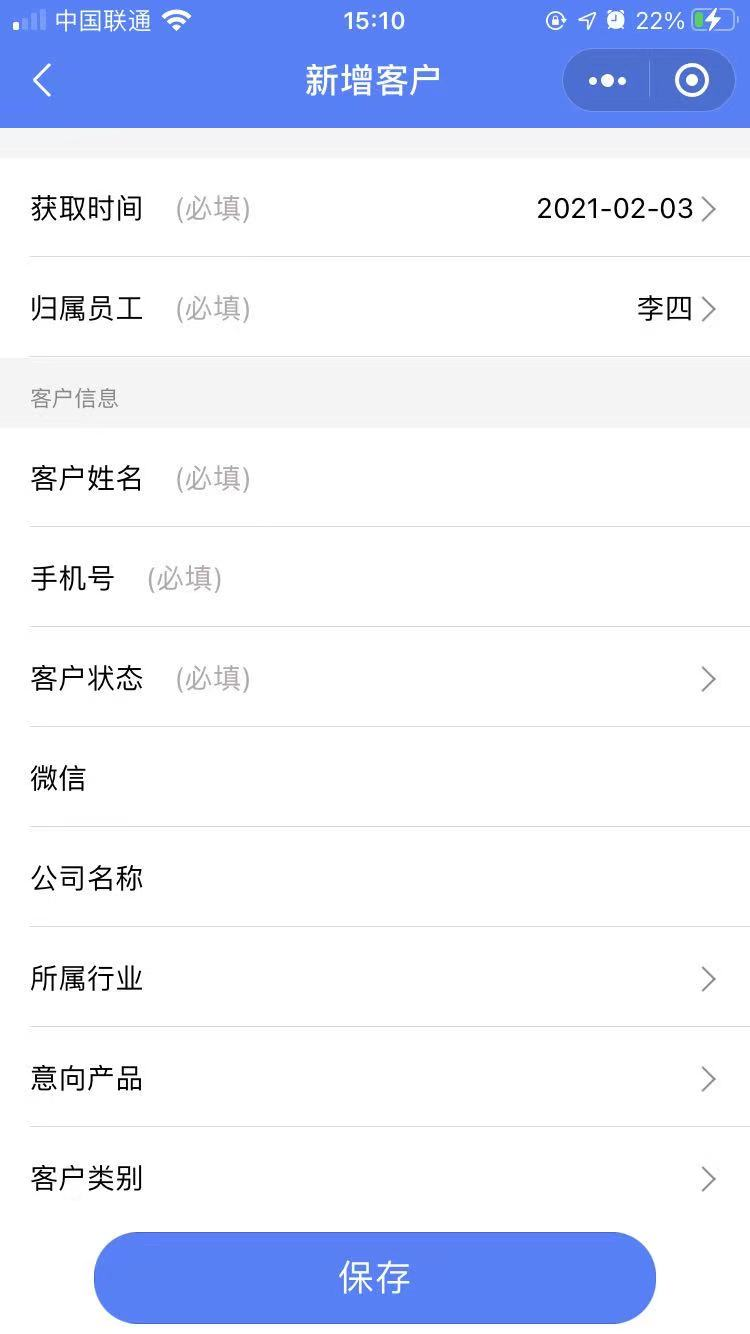 中国联通 15:10 22%
新增客户
获取时间 (必填) 2021-02-03
归属员工 (必填) 李四
客户信息
客户姓名 (必填)
手机号 (必填)
客户状态 (必填)
微信
公司名称
所属行业
意向产品
客户类别
保存